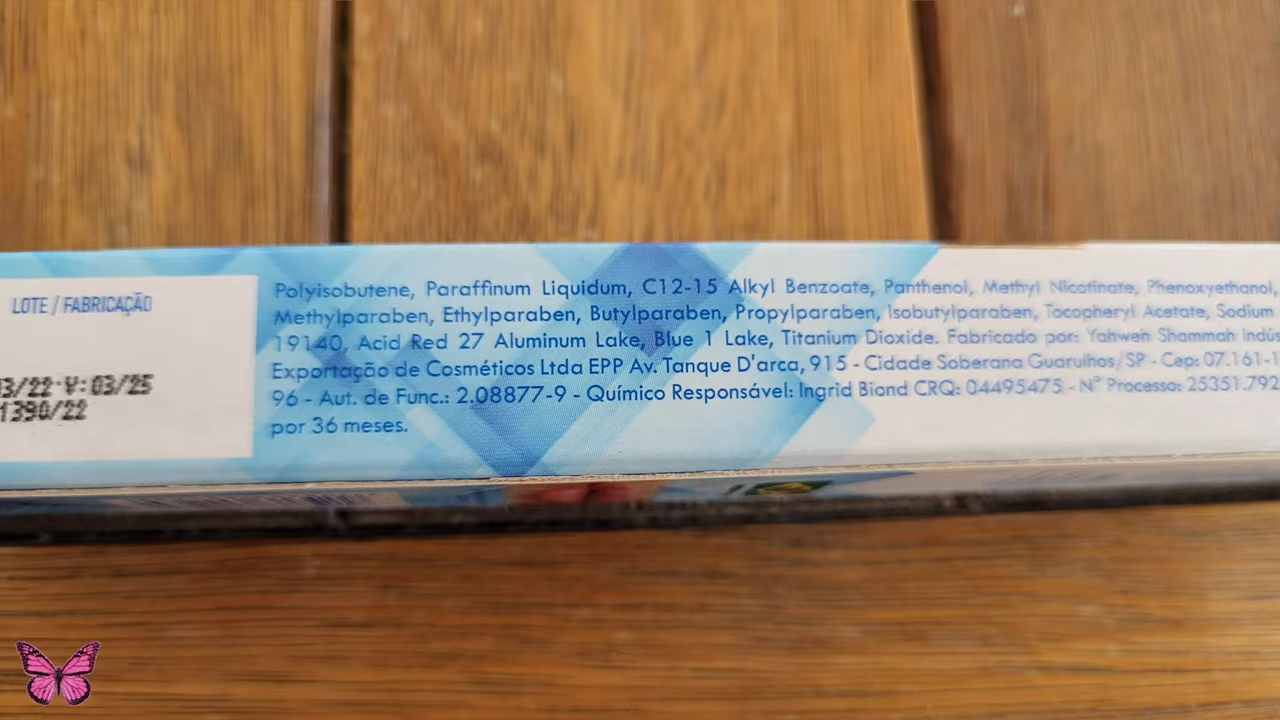 LOTE / FABRICAÇÃO
03/22 V:03/25
1390/22
Polyisobutene, Paraffinum Liquidum, C12-15 Alkyl Benzoate, Panthenol, Methyl Nicotinate, Phenoxyethanol,
Methylparaben, Ethylparaben, Butylparaben, Propylparaben, Isobutylparaben, Tocopheryl Acetate, Sodium
19140, Acid Red 27 Aluminum Lake, Blue 1 Lake, Titanium Dioxide. Fabricado por: Yahweh Shammah Indús
Exportação de Cosméticos Ltda EPP Av. Tanque D'arca, 915 - Cidade Soberana Guarulhos/SP - Cep: 07.161-1
96 - Aut. de Func.: 2.08877-9 - Químico Responsável: Ingrid Biond CRQ: 04495475 - Nº Processo: 25351.792
por 36 meses.